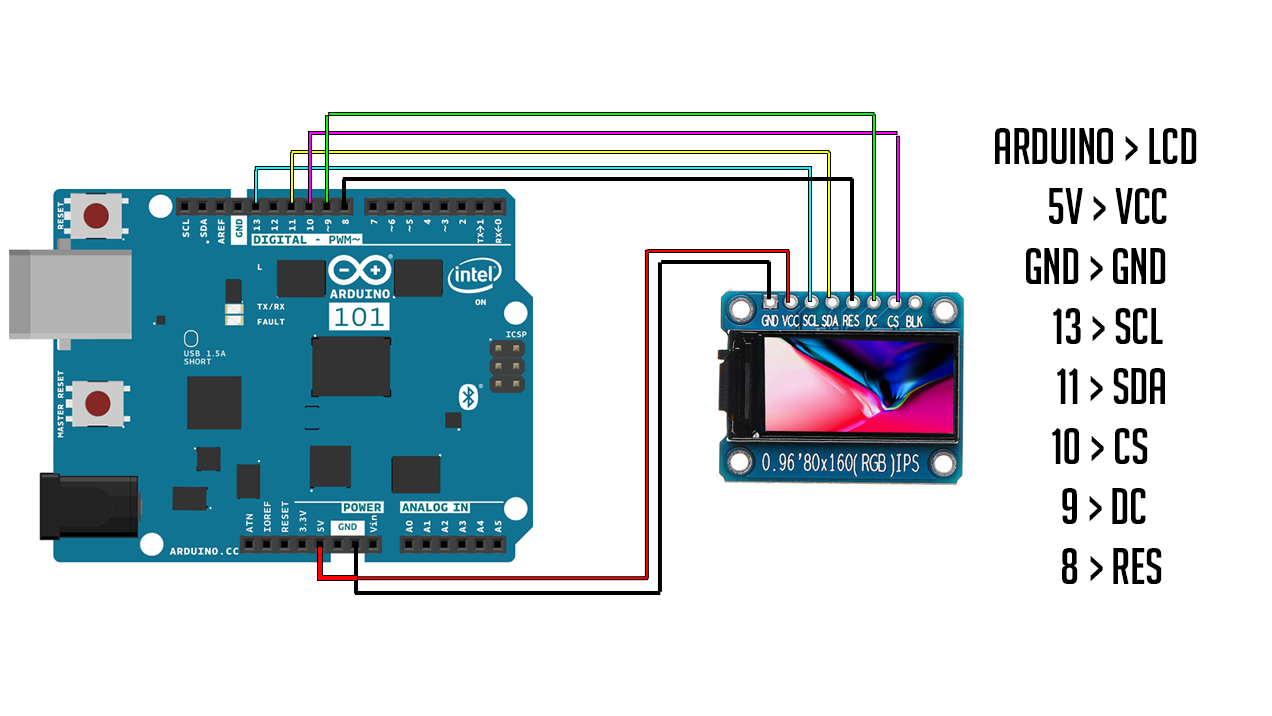 RESET
SCL
SDA
AREF
GND
13
12
11
10
~9
8
7
~6
~5
4
~3
2
TX→1
RX←0
DIGITAL - PWM~
L
TX/RX
FAULT
ARDUINO.
101
intel
ON
ICSP
USB 1.5A
SHORT
MASTER RESET
ARDUINO.CC
ATN
IOREF
RESET
3.3V
5V
GND
Vin
POWER
ANALOG IN
A0
A1
A2
A3
A4
A5
GND VCC SCL SDA RES DC CS BLK
0.96'80x160(RGB)IPS
ARDUINO > LCD
5V > VCC
GND > GND
13 > SCL
11 > SDA
10 > CS
9 > DC
8 > RES